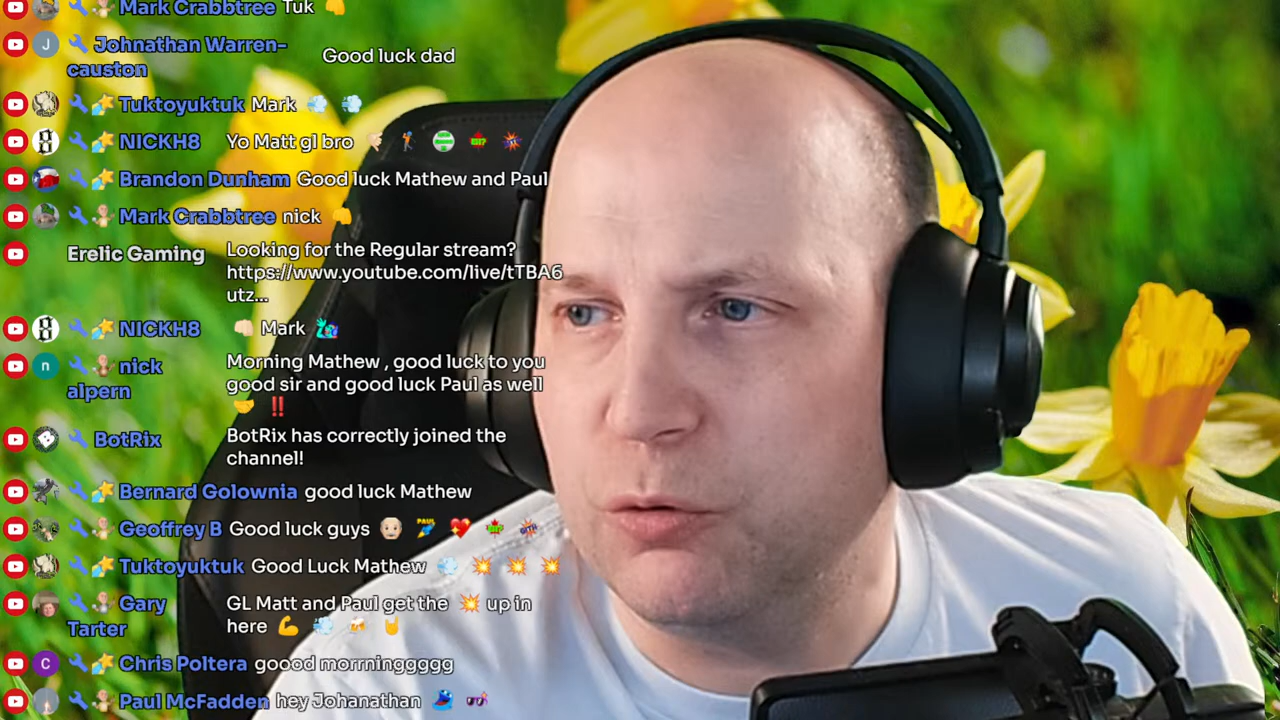 Mark Crabbtree Tuk 👊
Johnathan Warren-
causton
Good luck dad
Tuktoyuktuk Mark 💨 💨
NICKH8 Yo Matt gl bro
Brandon Dunham Good luck Mathew and Paul
Mark Crabbtree nick 👊
Erelic Gaming
Looking for the Regular stream?
https://www.youtube.com/live/tTBA6
utz...
NICKH8 👊🏻 Mark
nick
alpern
Morning Mathew , good luck to you
good sir and good luck Paul as well
🤝 ‼️
BotRix
BotRix has correctly joined the
channel!
Bernard Golownia good luck Mathew
Geoffrey B Good luck guys
Tuktoyuktuk Good Luck Mathew 💨 💥 💥 💥
Gary
Tarter
GL Matt and Paul get the 💥 up in
here 💪 💨 🍻 🤘
Chris Poltera goood morrninggggg
Paul McFadden hey Johanathan